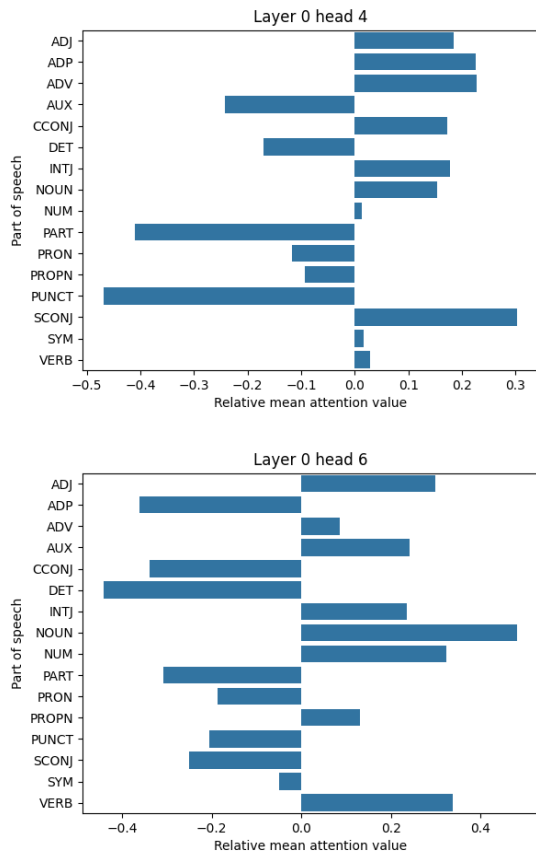 Layer 0 head 4
ADJ
ADP
ADV
AUX
CCONJ
DET
INTJ
NOUN
NUM
PART
PRON
PROPN
PUNCT
SCONJ
SYM
VERB
Part of speech
−0.5 −0.4 −0.3 −0.2 −0.1 0.0 0.1 0.2 0.3
Relative mean attention value
Layer 0 head 6
ADJ
ADP
ADV
AUX
CCONJ
DET
INTJ
NOUN
NUM
PART
PRON
PROPN
PUNCT
SCONJ
SYM
VERB
Part of speech
−0.4 −0.2 0.0 0.2 0.4
Relative mean attention value